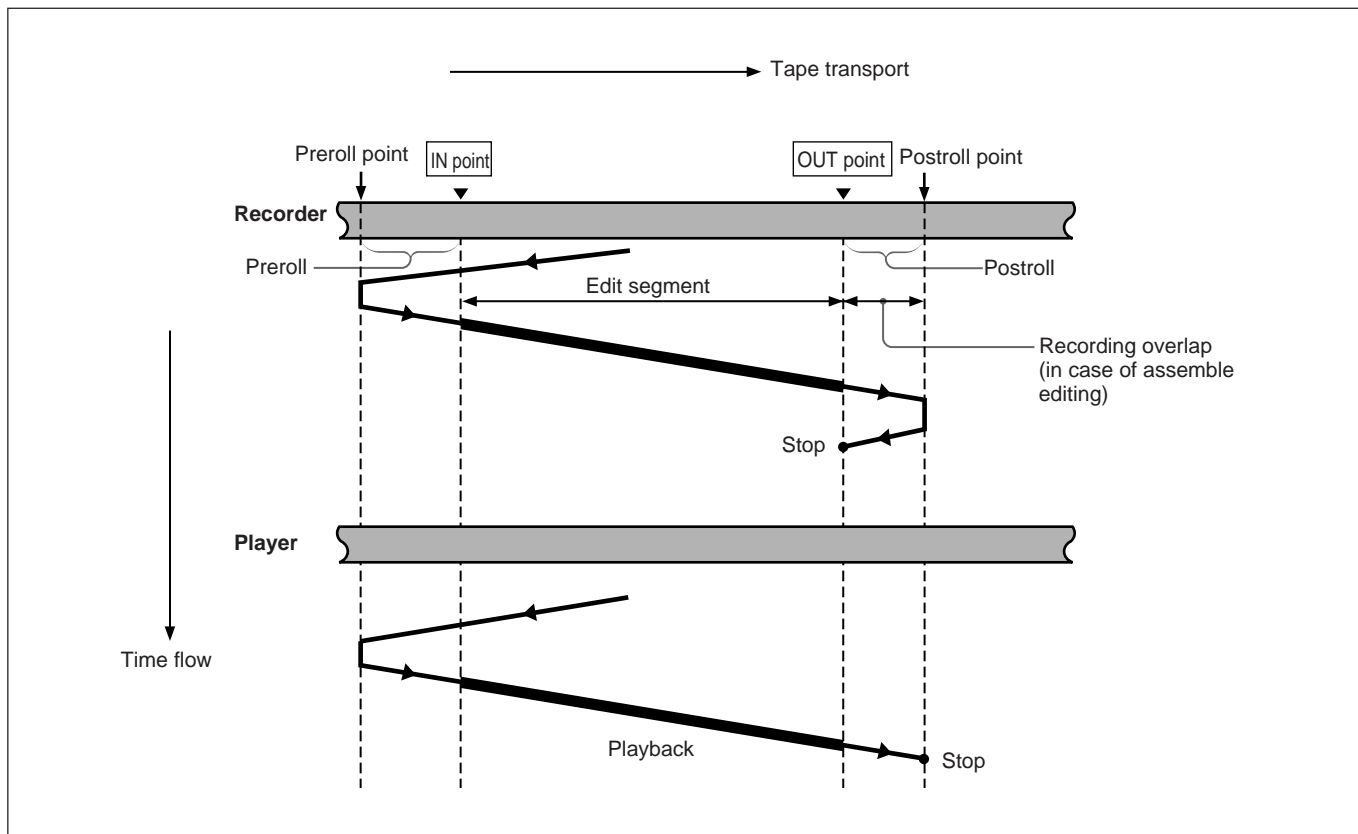 Tape transport
Preroll point
IN point
OUT point
Postroll point
Recorder
Preroll
Postroll
Edit segment
Recording overlap
(in case of assemble
editing)
Stop
Player
Time flow
Playback
Stop